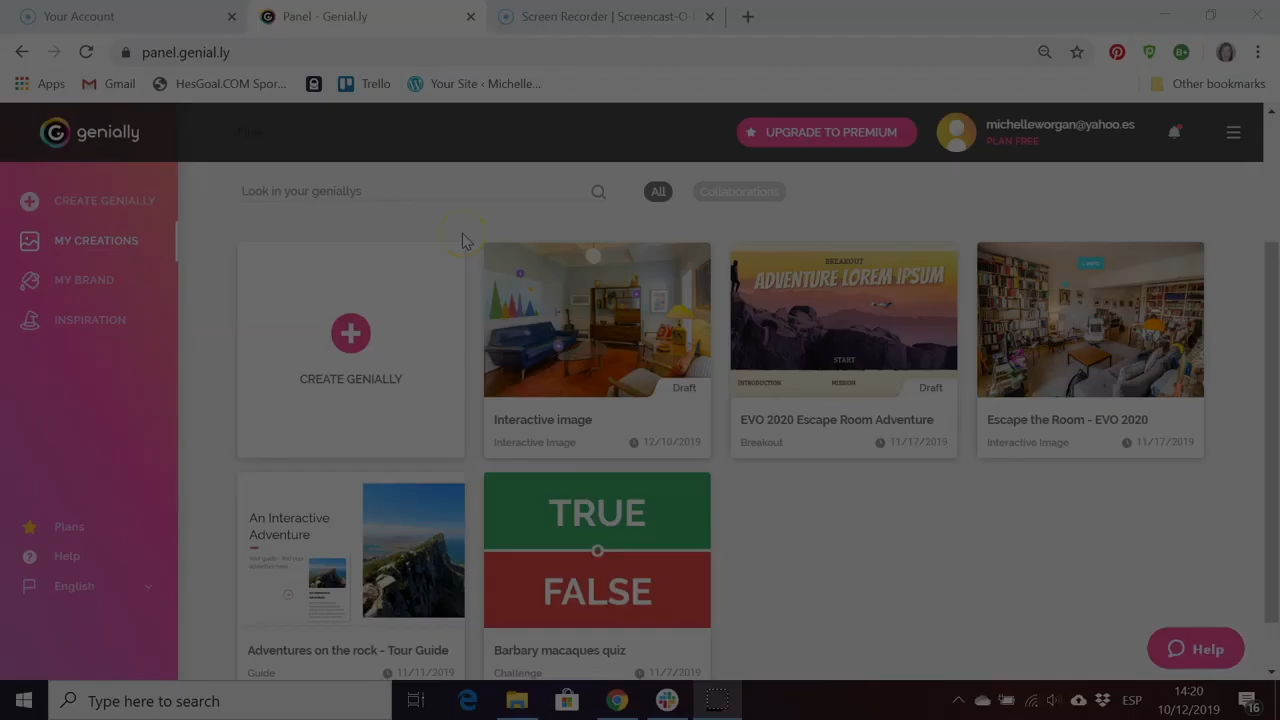 Your Account
Panel - Genial.ly
Screen Recorder | Screencast-O
panel.genial.ly
Apps
Gmail
HesGoal.COM Spor...
Trello
Your Site ‹ Michelle...
Other bookmarks
genially
Filter
UPGRADE TO PREMIUM
michelleworgan@yahoo.es
PLAN FREE
CREATE GENIALLY
MY CREATIONS
MY BRAND
INSPIRATION
Plans
Help
English
Look in your geniallys
All
Collaborations
CREATE GENIALLY
Draft
Interactive image
Interactive Image
12/10/2019
BREAKOUT
ADVENTURE LOREM IPSUM
START
INTRODUCTION
MISSION
Draft
EVO 2020 Escape Room Adventure
Breakout
11/17/2019
+ INFO
Escape the Room - EVO 2020
Interactive Image
11/17/2019
An Interactive
Adventure
Adventures on the rock - Tour Guide
Guide
11/11/2019
TRUE
FALSE
Barbary macaques quiz
Challenge
11/7/2019
Help
Type here to search
ESP
14:20
10/12/2019
16